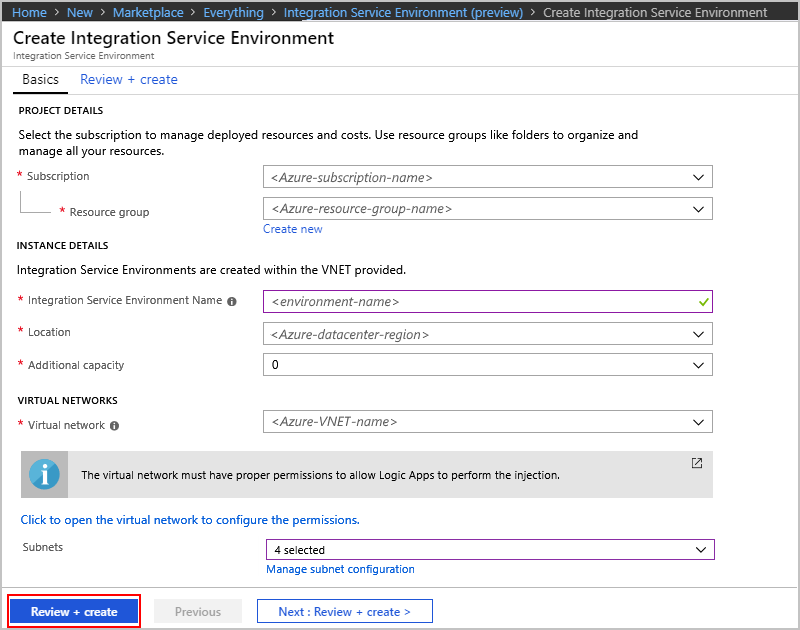 Home > New > Marketplace > Everything > Integration Service Environment (preview) > Create Integration Service Environment
Create Integration Service Environment
Integration Service Environment
Basics Review + create
PROJECT DETAILS
Select the subscription to manage deployed resources and costs. Use resource groups like folders to organize and
manage all your resources.
* Subscription <Azure-subscription-name>
* Resource group <Azure-resource-group-name>
Create new
INSTANCE DETAILS
Integration Service Environments are created within the VNET provided.
* Integration Service Environment Name <environment-name>
* Location <Azure-datacenter-region>
* Additional capacity 0
VIRTUAL NETWORKS
* Virtual network <Azure-VNET-name>
The virtual network must have proper permissions to allow Logic Apps to perform the injection.
Click to open the virtual network to configure the permissions.
Subnets 4 selected
Manage subnet configuration
Review + create Previous Next : Review + create >